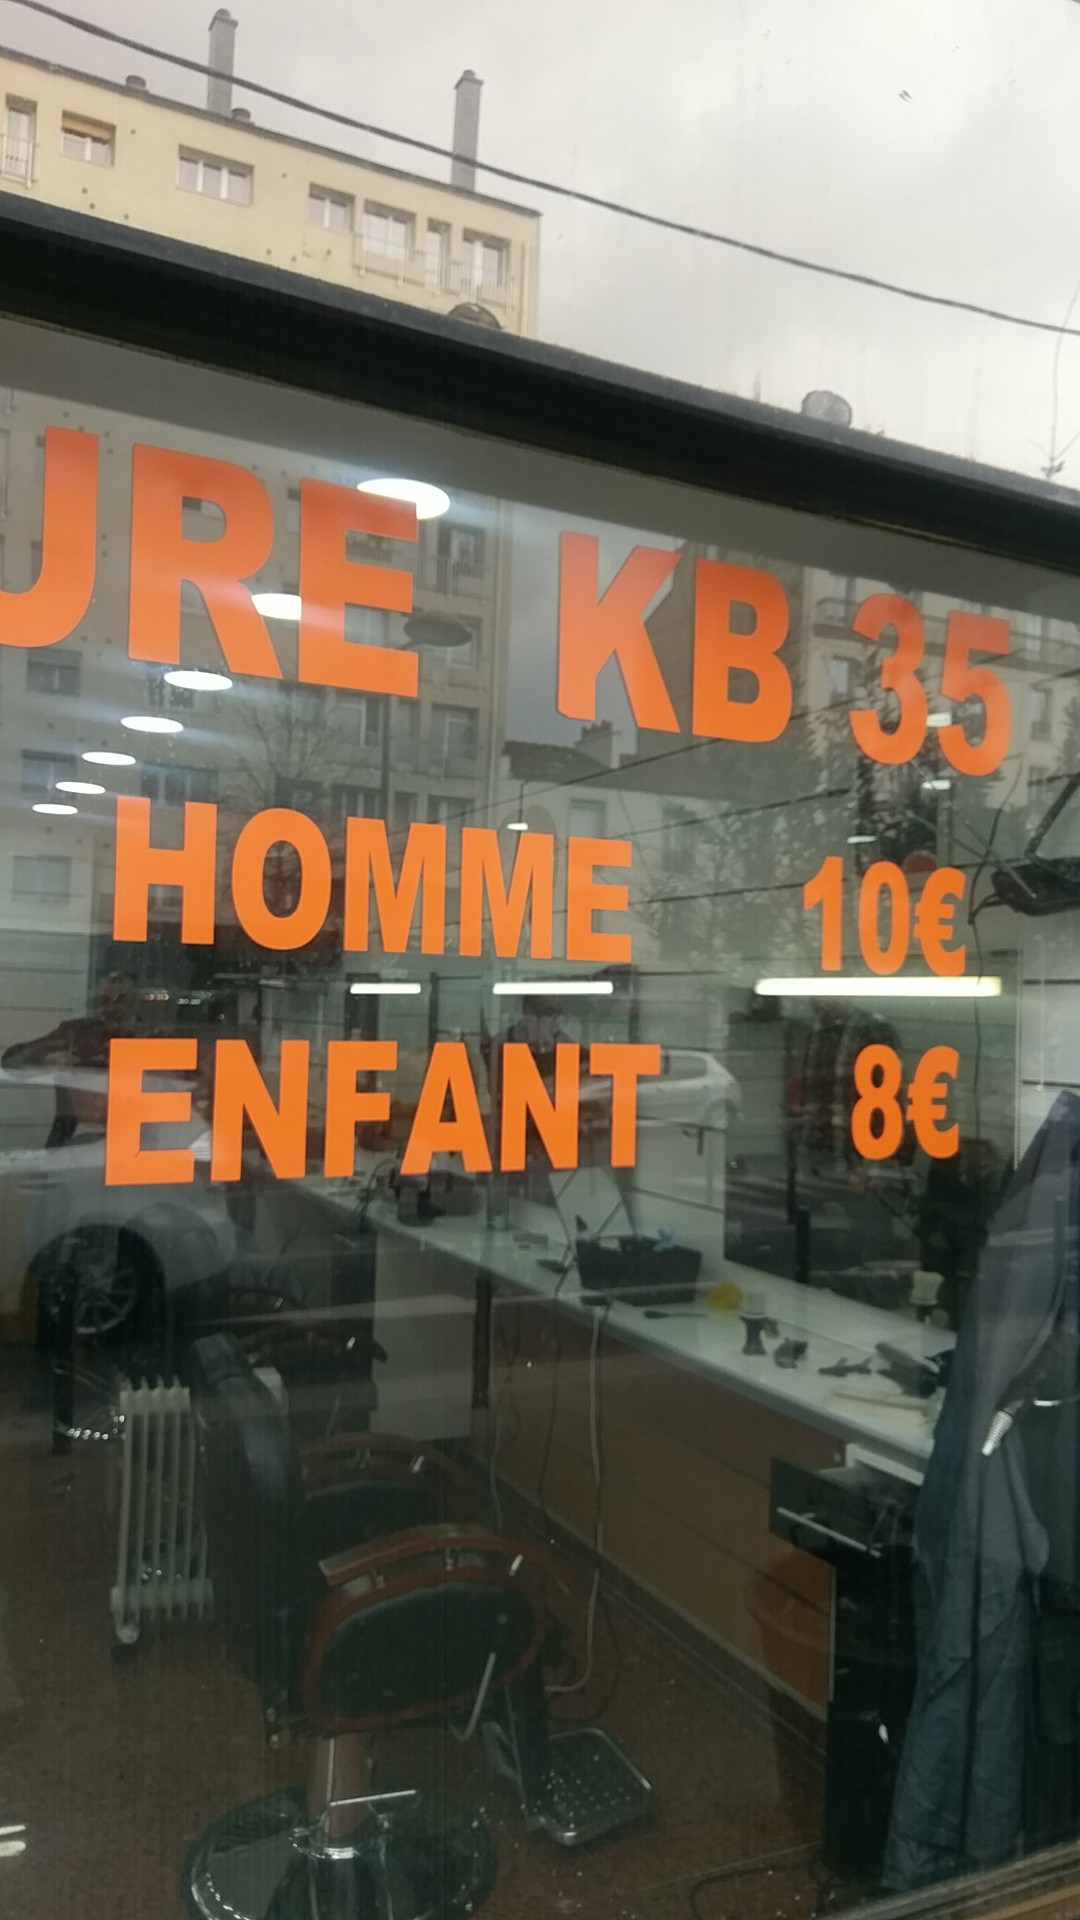 URE KB 35
HOMME 10€
ENFANT 8€